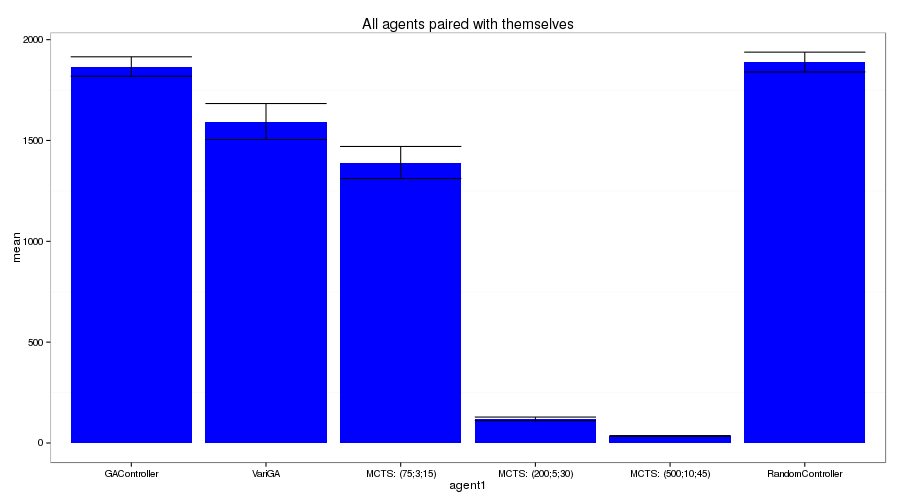 All agents paired with themselves
2000
1500
1000
500
0
mean
GAController VariGA MCTS: (75;3;15) MCTS: (200;5;30) MCTS: (500;10;45) RandomController
agent1